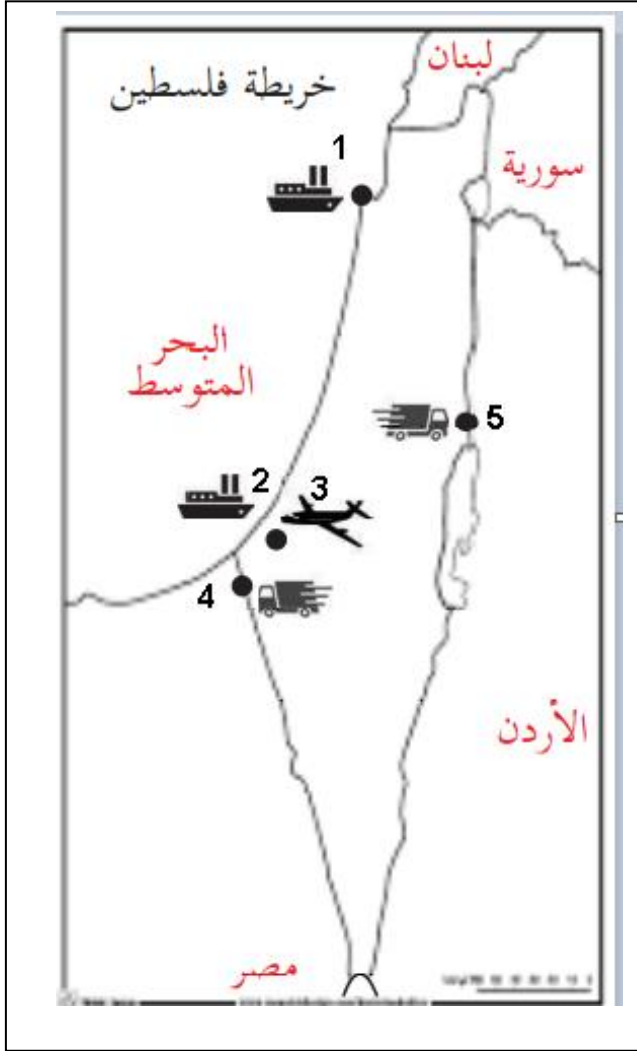 لبنان
خريطة فلسطين
1
سورية
البحر
المتوسط
5
2
3
4
الأردن
مصر